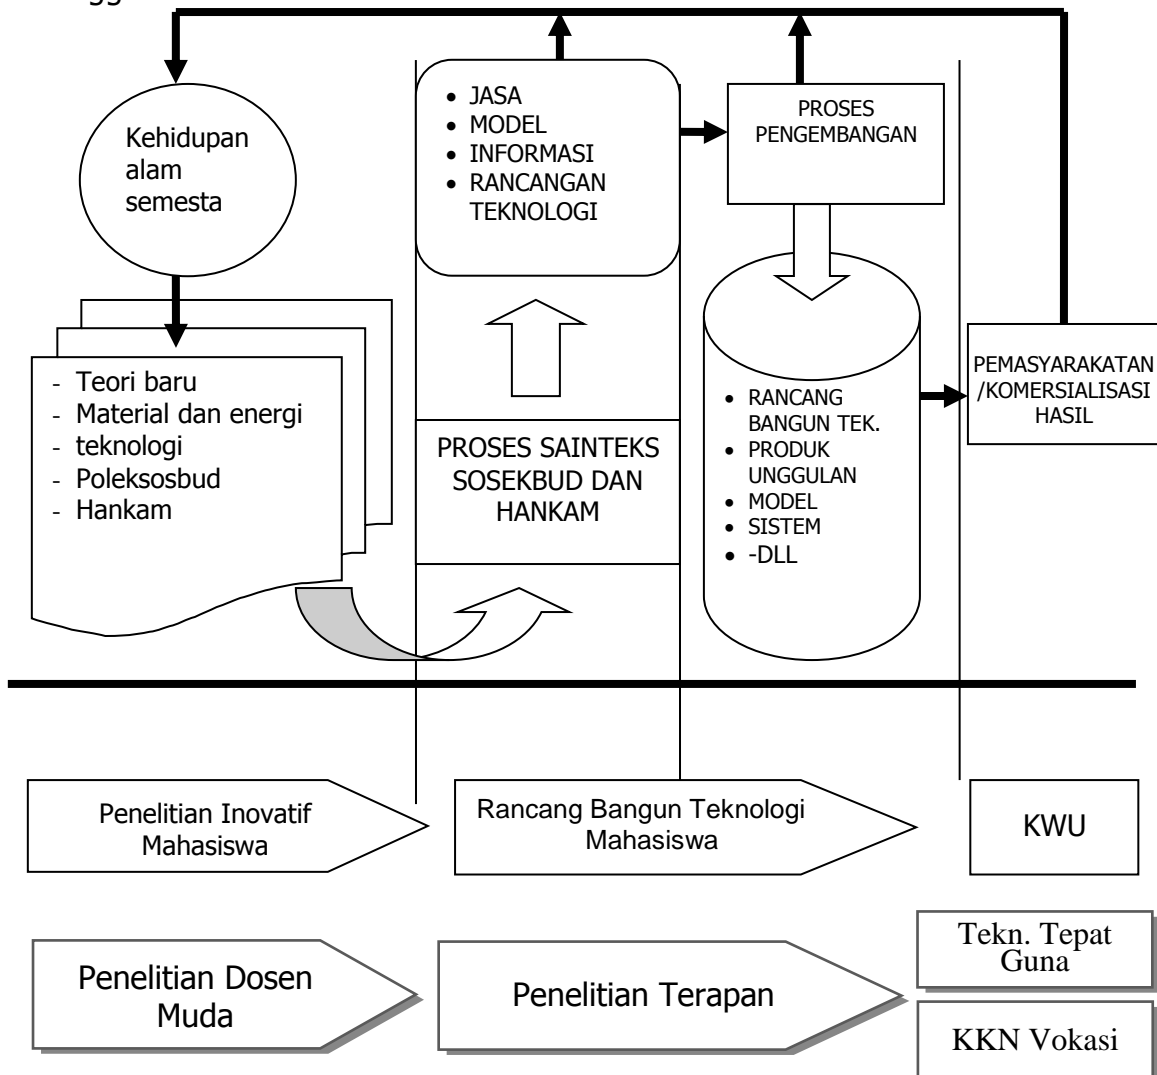 Kehidupan
alam
semesta
• JASA
• MODEL
• INFORMASI
• RANCANGAN
TEKNOLOGI
PROSES
PENGEMBANGAN
- Teori baru
- Material dan energi
- teknologi
- Poleksosbud
- Hankam
PROSES SAINTEKS
SOSEKBUD DAN
HANKAM
• RANCANG
BANGUN TEK.
• PRODUK
UNGGULAN
• MODEL
• SISTEM
• -DLL
PEMASYARAKATAN
/KOMERSIALISASI
HASIL
Penelitian Inovatif
Mahasiswa
Rancang Bangun Teknologi
Mahasiswa
KWU
Penelitian Dosen
Muda
Penelitian Terapan
Tekn. Tepat
Guna
KKN Vokasi